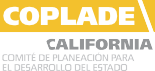 COPLADE
CALIFORNIA
COMITÉ DE PLANEACIÓN PARA
EL DESARROLLO DEL ESTADO